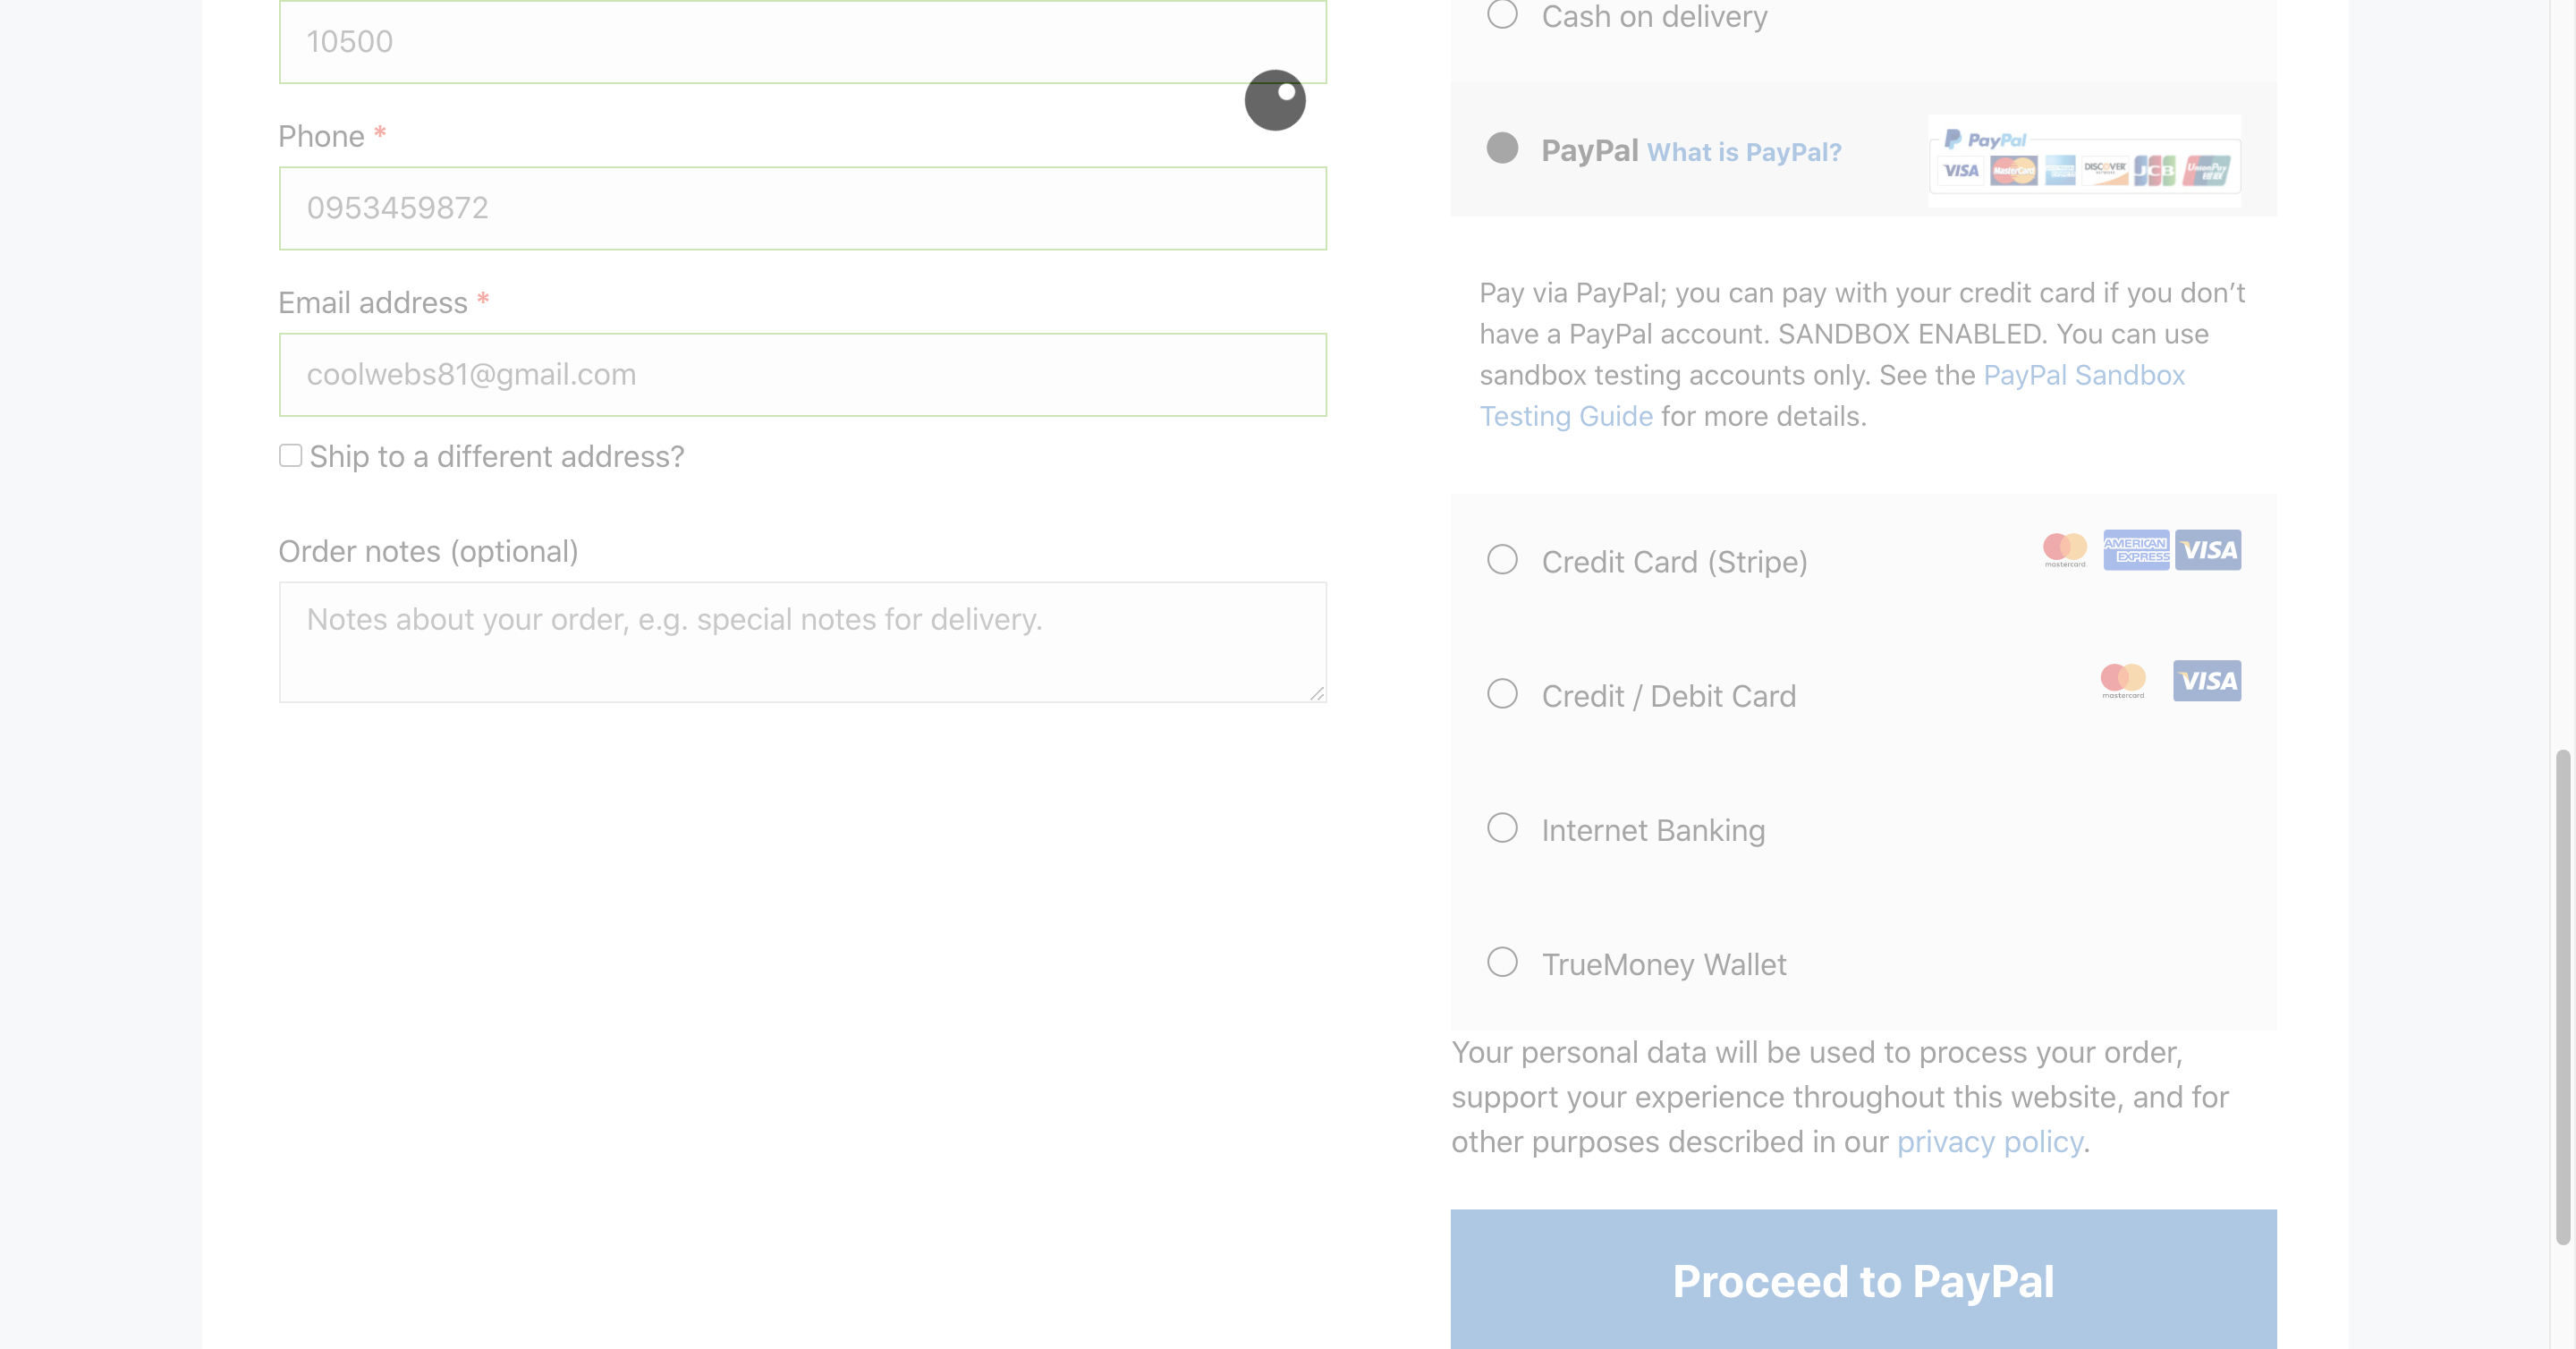 10500
Phone *
0953459872
Email address *
coolwebs81@gmail.com
Ship to a different address?
Order notes (optional)
Notes about your order, e.g. special notes for delivery.
Cash on delivery
PayPal What is PayPal?
PayPal
VISA MasterCard DISCOVER JCB UnionPay
Pay via PayPal; you can pay with your credit card if you don’t
have a PayPal account. SANDBOX ENABLED. You can use
sandbox testing accounts only. See the PayPal Sandbox
Testing Guide for more details.
Credit Card (Stripe)
mastercard AMERICAN EXPRESS VISA
Credit / Debit Card
mastercard VISA
Internet Banking
TrueMoney Wallet
Your personal data will be used to process your order,
support your experience throughout this website, and for
other purposes described in our privacy policy.
Proceed to PayPal